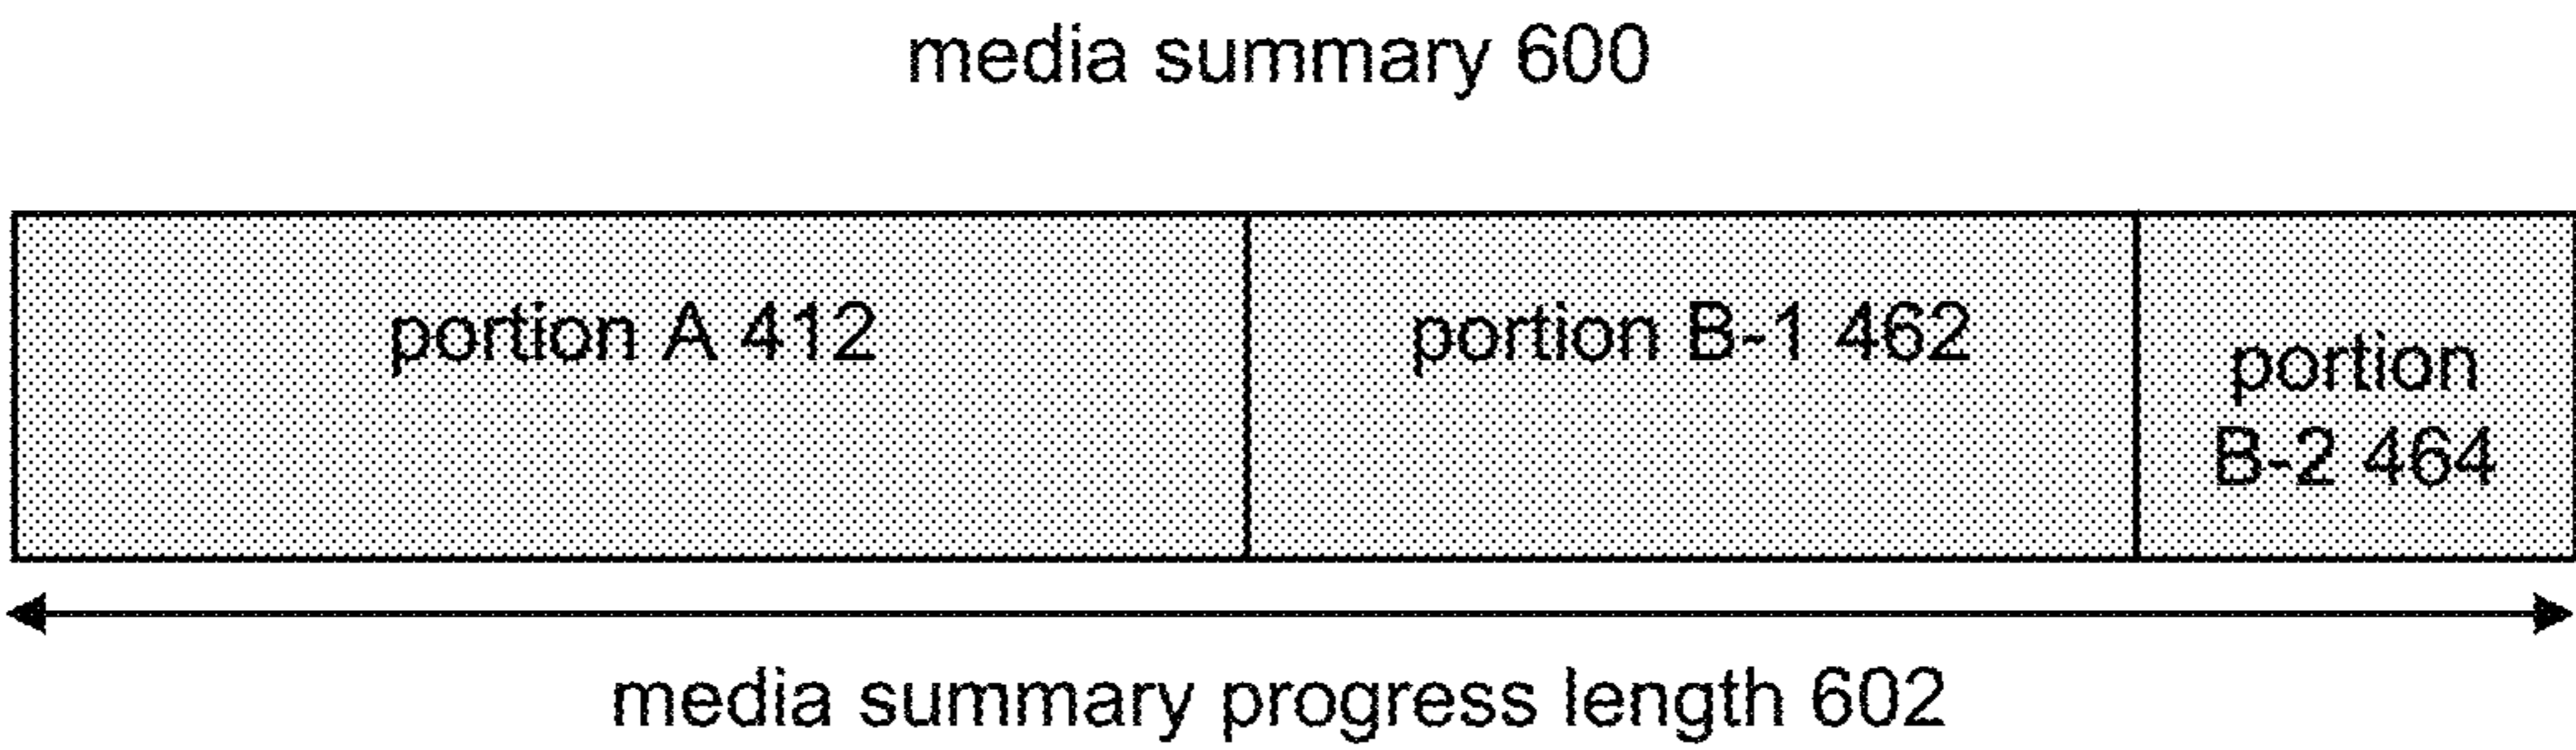 media summary 600
portion A 412
portion B-1 462
portion
B-2 464
media summary progress length 602